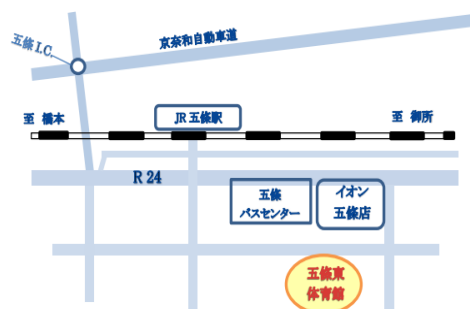 五條 I.C.
京奈和自動車道
至 橋本
JR 五條駅
至 御所
R 24
五條
バスセンター
イオン
五條店
五條東
体育館